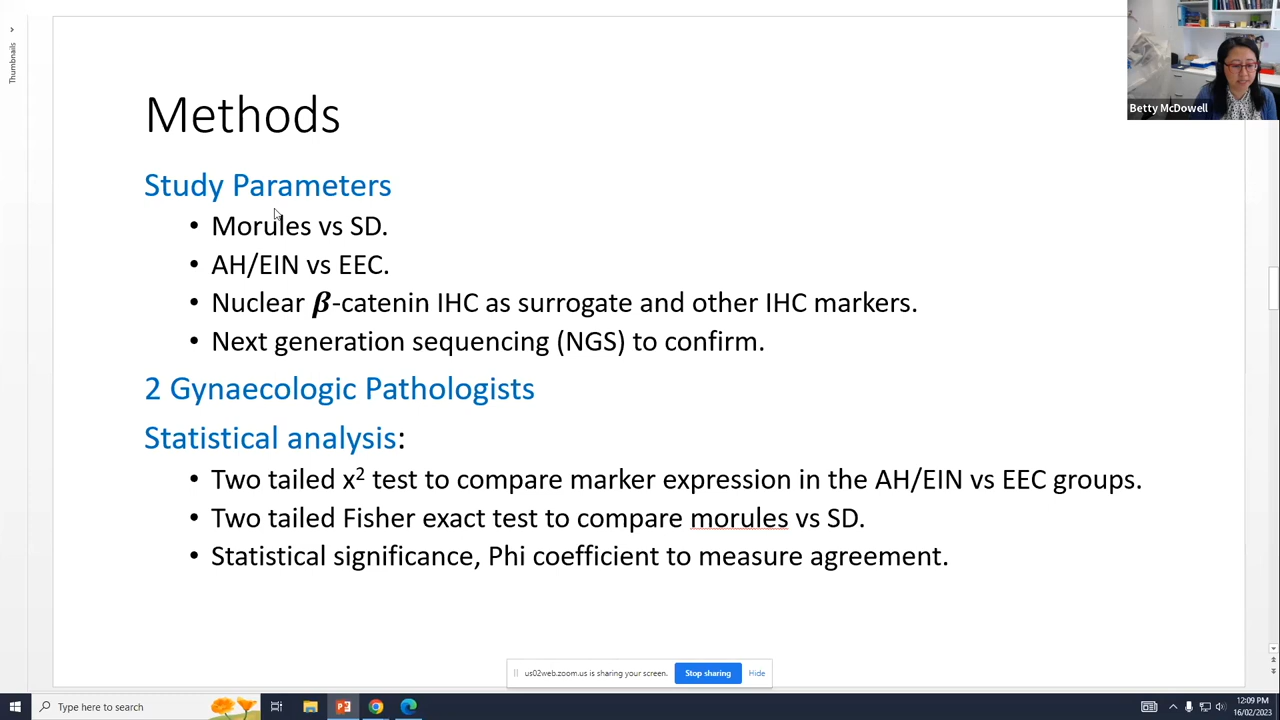 Thumbnails
Betty McDowell
Methods
Study Parameters
• Morules vs SD.
• AH/EIN vs EEC.
• Nuclear β-catenin IHC as surrogate and other IHC markers.
• Next generation sequencing (NGS) to confirm.
2 Gynaecologic Pathologists
Statistical analysis:
• Two tailed x² test to compare marker expression in the AH/EIN vs EEC groups.
• Two tailed Fisher exact test to compare morules vs SD.
• Statistical significance, Phi coefficient to measure agreement.
us02web.zoom.us is sharing your screen. Stop sharing Hide
Type here to search
12:09 PM
16/02/2023